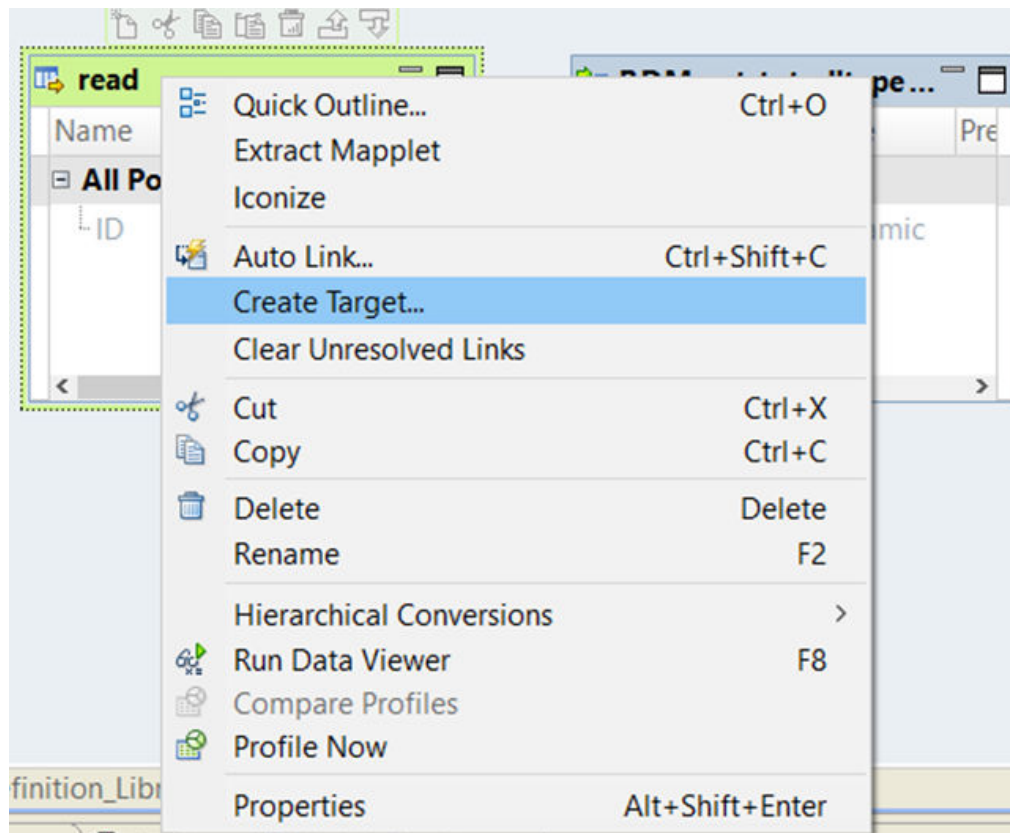 read
pe...
Name
Pre
All Po
ID
amic
Quick Outline... Ctrl+O
Extract Mapplet
Iconize
Auto Link... Ctrl+Shift+C
Create Target...
Clear Unresolved Links
Cut Ctrl+X
Copy Ctrl+C
Delete Delete
Rename F2
Hierarchical Conversions
Run Data Viewer F8
Compare Profiles
Profile Now
Properties Alt+Shift+Enter
finition_Libr